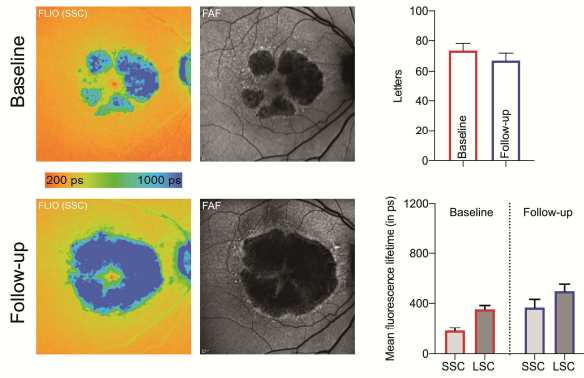 Baseline
FLIO (SSC)
FAF
200 ps
1000 ps
Follow-up
FLIO (SSC)
FAF
Letters
100
80
60
40
20
0
Baseline
Follow-up
Mean fluorescence lifetime (in ps)
1200
800
400
0
Baseline
Follow-up
SSC LSC SSC LSC